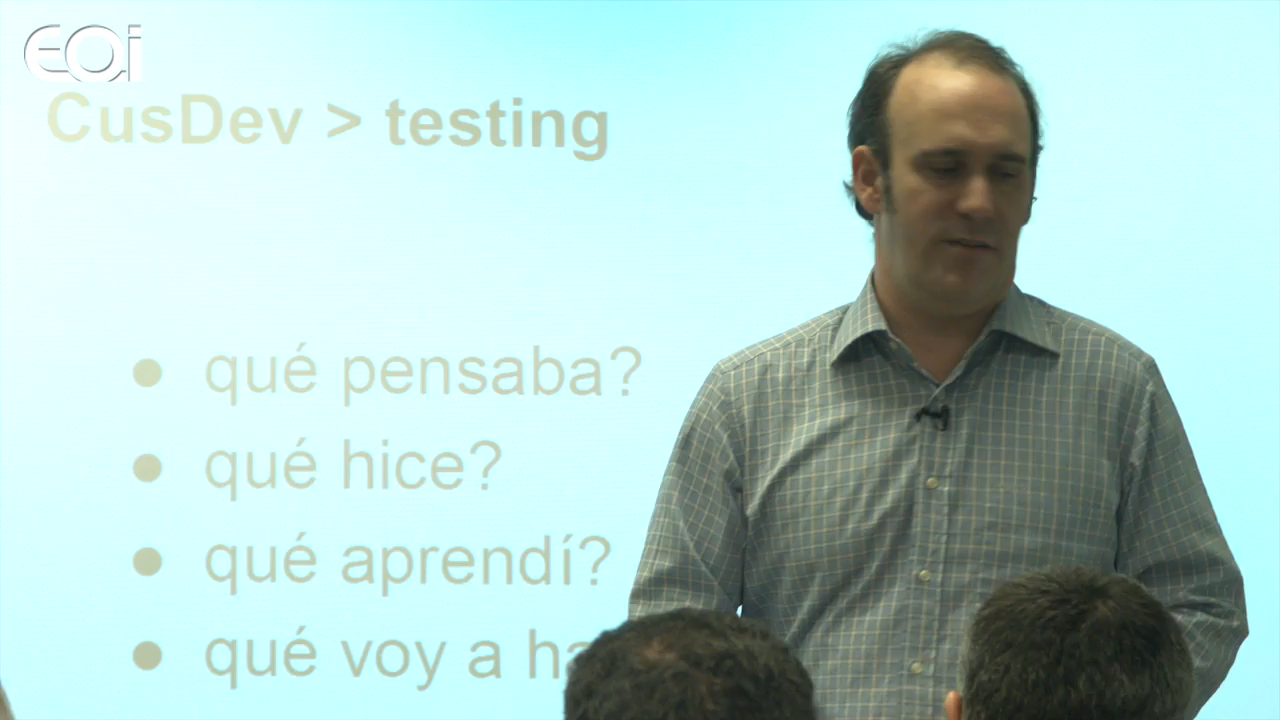 EOi
CusDev > testing
● qué pensaba?
● qué hice?
● qué aprendí?
● qué voy a